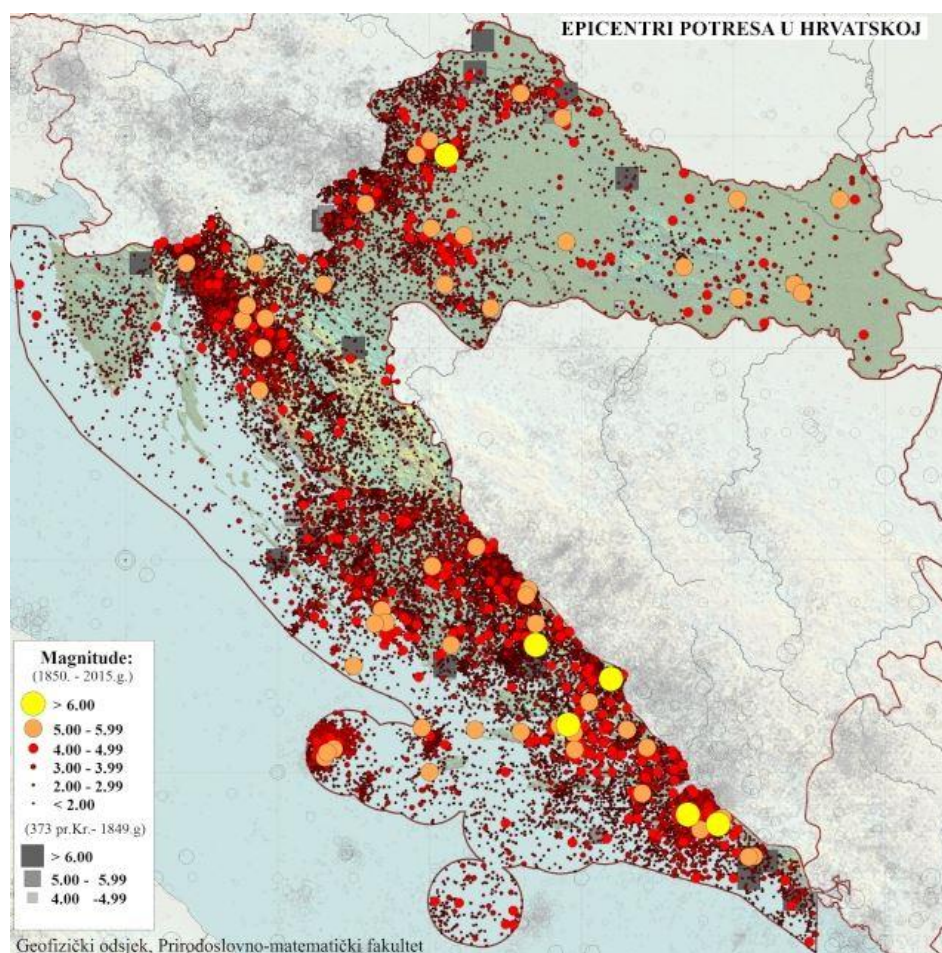 EPICENTRI POTRESA U HRVATSKOJ
Magnitude:
(1850. - 2015.g.)
> 6.00
5.00 - 5.99
4.00 - 4.99
3.00 - 3.99
2.00 - 2.99
< 2.00
(373 pr.Kr.- 1849.g)
> 6.00
5.00 - 5.99
4.00 -4.99
Geofizički odsjek, Prirodoslovno-matematički fakultet